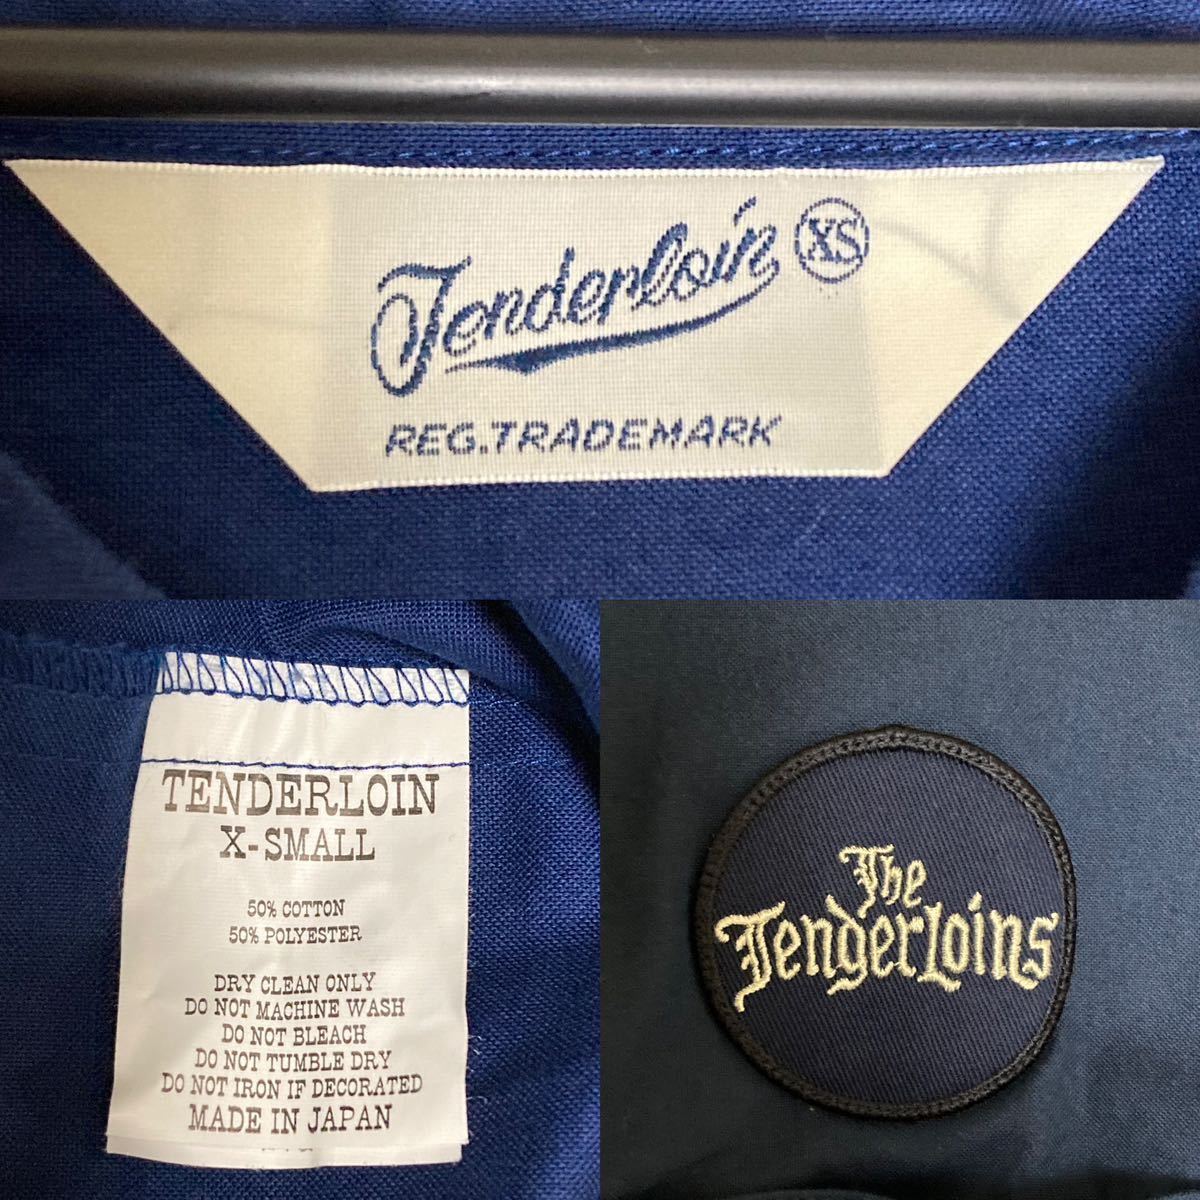 Tenderloin XS
REG.TRADEMARK
TENDERLOIN
X-SMALL
50% COTTON
50% POLYESTER
DRY CLEAN ONLY
DO NOT MACHINE WASH
DO NOT BLEACH
DO NOT TUMBLE DRY
DO NOT IRON IF DECORATED
MADE IN JAPAN
The
Tenderloins